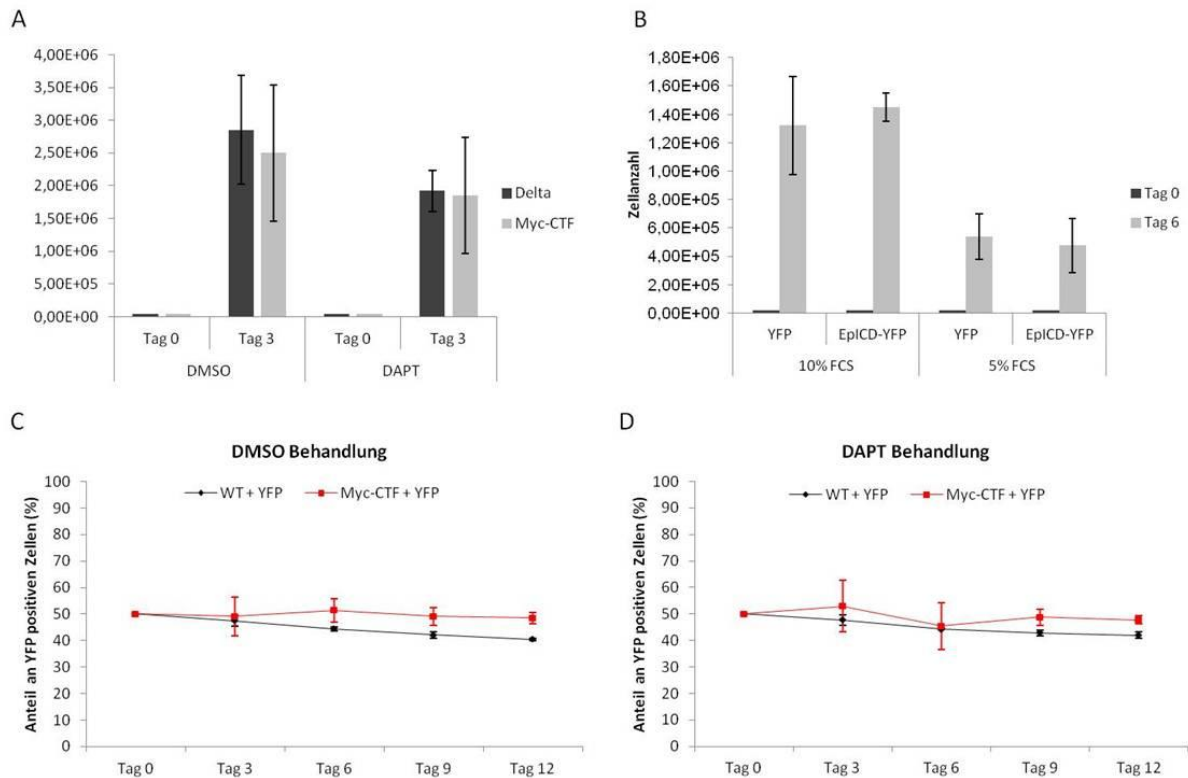 A
4,00E+06
3,50E+06
3,00E+06
2,50E+06
2,00E+06
1,50E+06
1,00E+06
5,00E+05
0,00E+00
Delta
Myc-CTF
Tag 0
Tag 3
Tag 0
Tag 3
DMSO
DAPT
B
Zellanzahl
1,80E+06
1,60E+06
1,40E+06
1,20E+06
1,00E+06
8,00E+05
6,00E+05
4,00E+05
2,00E+05
0,00E+00
Tag 0
Tag 6
YFP
EpICD-YFP
YFP
EpICD-YFP
10% FCS
5% FCS
C
DMSO Behandlung
Anteil an YFP positiven Zellen (%)
100
90
80
70
60
50
40
30
20
10
0
WT + YFP
Myc-CTF + YFP
Tag 0
Tag 3
Tag 6
Tag 9
Tag 12
D
DAPT Behandlung
Anteil an YFP positiven Zellen (%)
100
90
80
70
60
50
40
30
20
10
0
WT + YFP
Myc-CTF + YFP
Tag 0
Tag 3
Tag 6
Tag 9
Tag 12